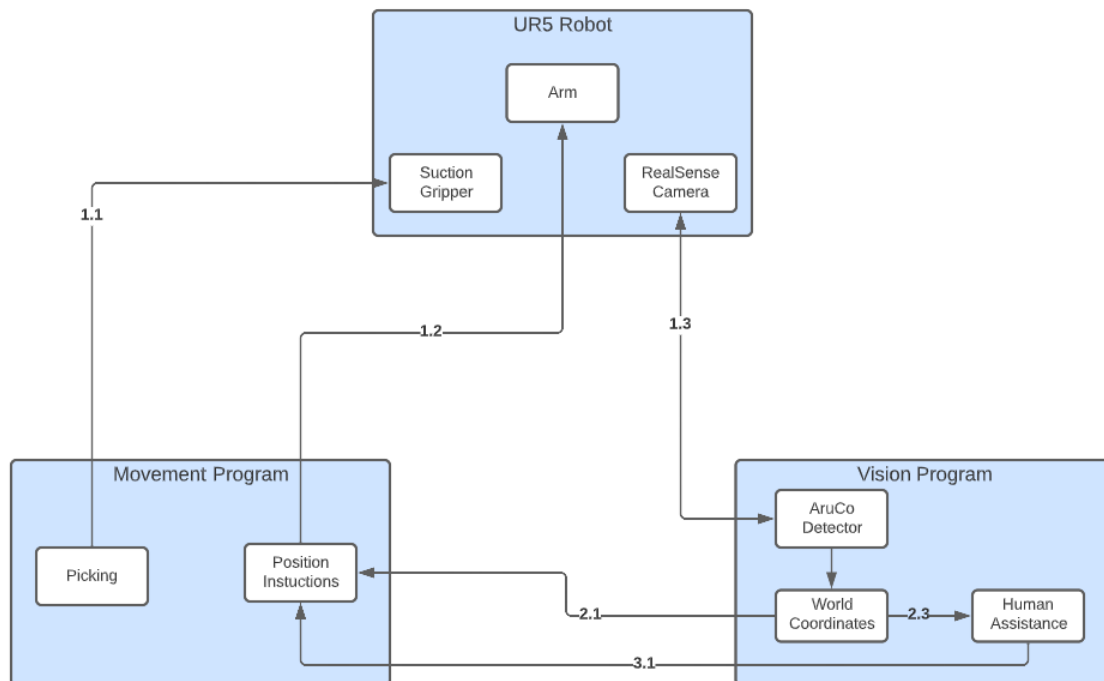 UR5 Robot
Arm
Suction
Gripper
RealSense
Camera
1.1
1.2
1.3
Movement Program
Picking
Position
Instuctions
Vision Program
AruCo
Detector
World
Coordinates
Human
Assistance
2.1
2.3
3.1